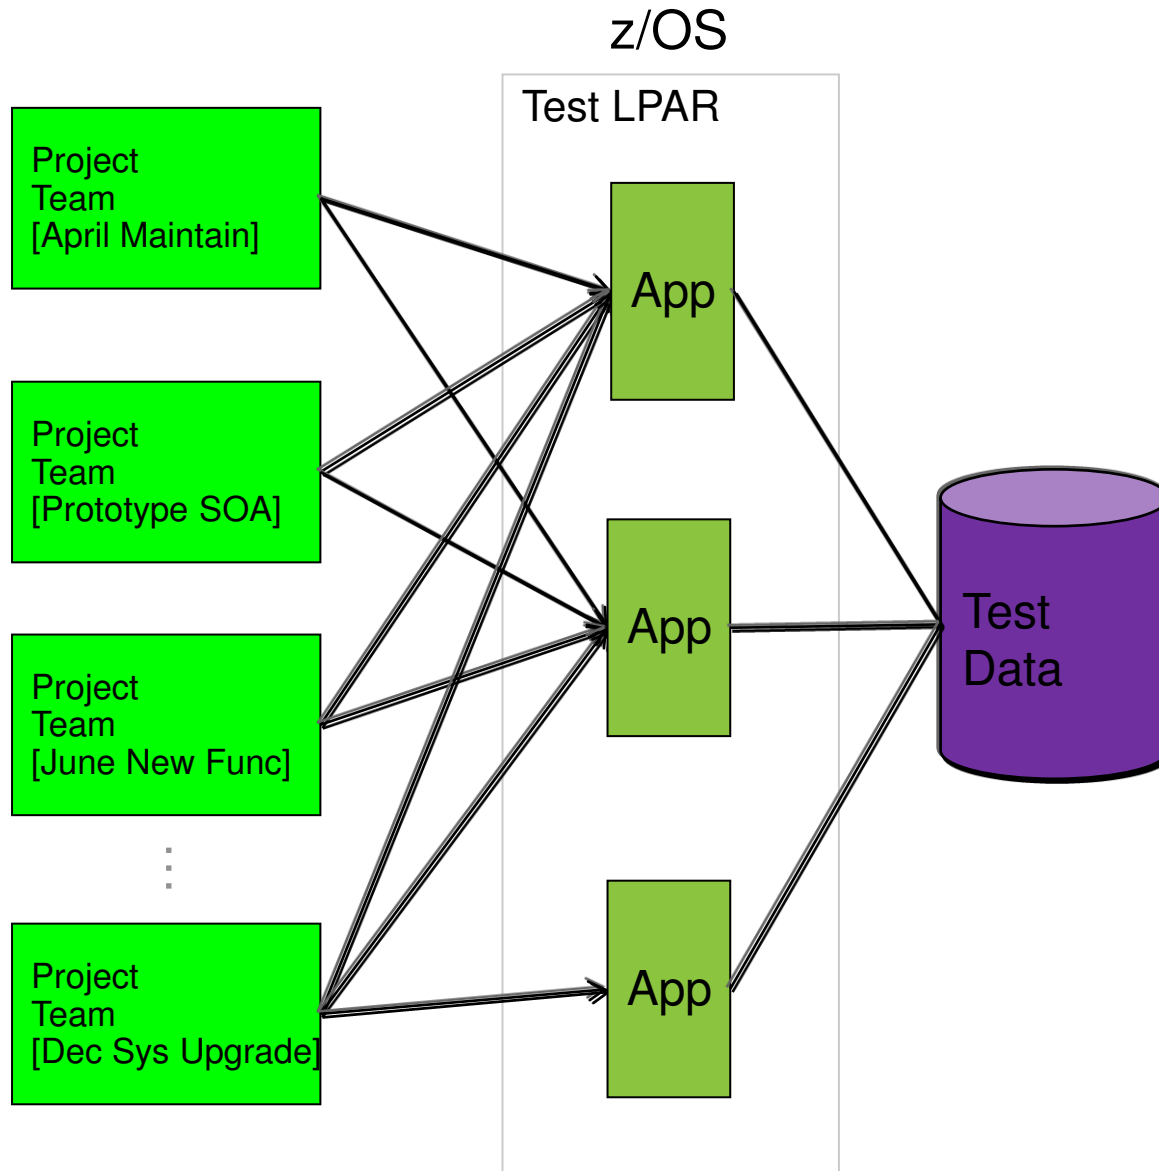 z/OS
Test LPAR
Project
Team
[April Maintain]
App
Project
Team
[Prototype SOA]
App
Test
Data
Project
Team
[June New Func]
Project
Team
[Dec Sys Upgrade]
App